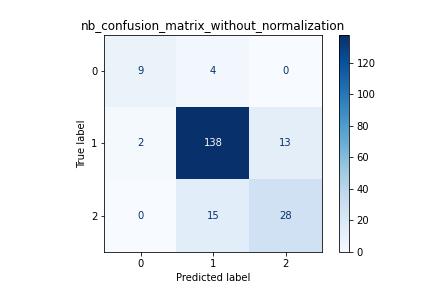 nb_confusion_matrix_without_normalization
0 9 4 0
1 2 138 13
2 0 15 28
0 1 2
True label
Predicted label
120
100
80
60
40
20
0